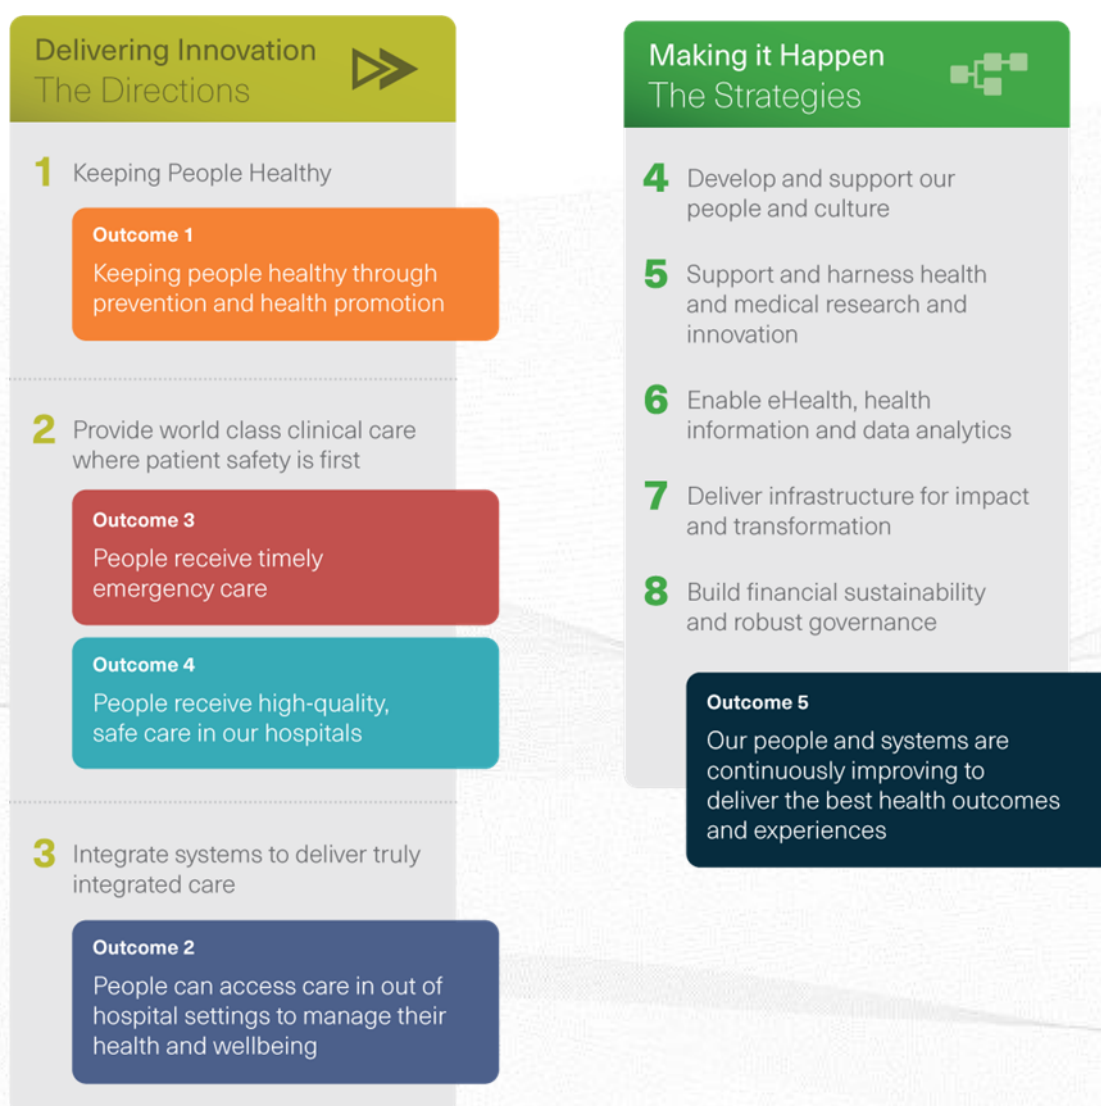 Delivering Innovation
The Directions
1 Keeping People Healthy
Outcome 1
Keeping people healthy through
prevention and health promotion
2 Provide world class clinical care
where patient safety is first
Outcome 3
People receive timely
emergency care
Outcome 4
People receive high-quality,
safe care in our hospitals
3 Integrate systems to deliver truly
integrated care
Outcome 2
People can access care in out of
hospital settings to manage their
health and wellbeing
Making it Happen
The Strategies
4 Develop and support our
people and culture
5 Support and harness health
and medical research and
innovation
6 Enable eHealth, health
information and data analytics
7 Deliver infrastructure for impact
and transformation
8 Build financial sustainability
and robust governance
Outcome 5
Our people and systems are
continuously improving to
deliver the best health outcomes
and experiences